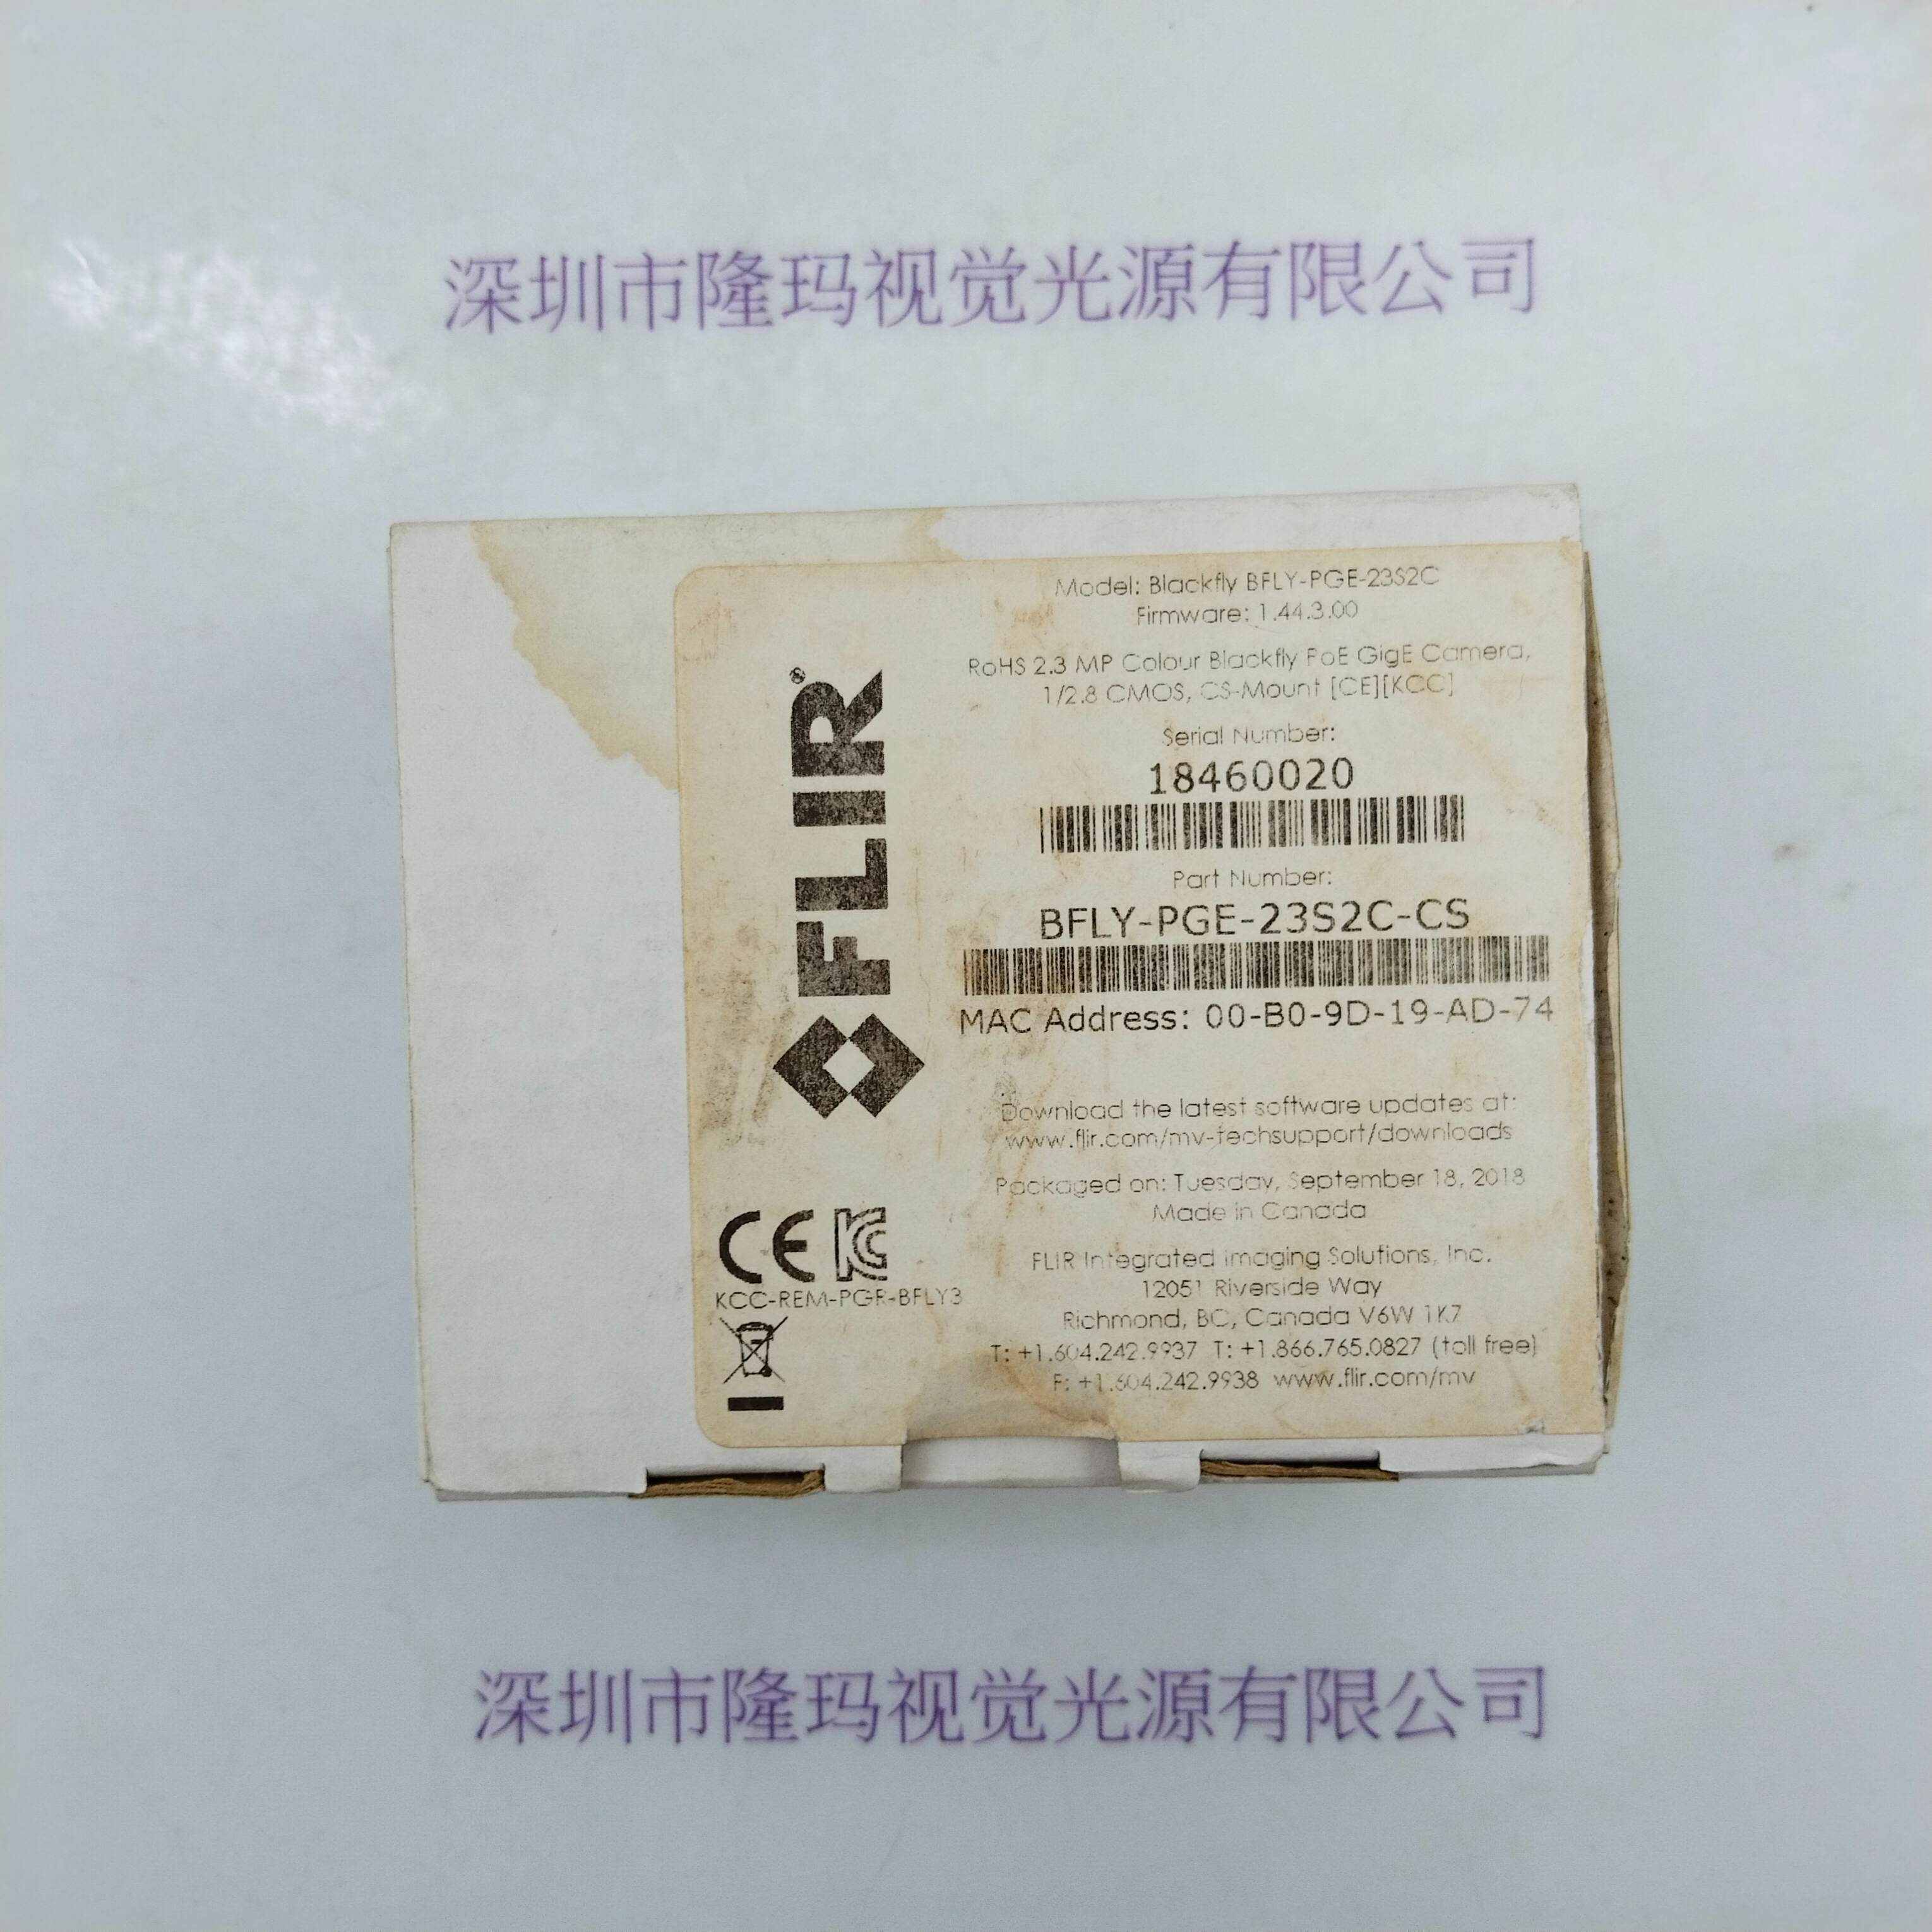 深圳市隆玛视觉光源有限公司
Model: Blackfly BFLY-PGE-23S2C
Firmware: 1.44.3.00
RoHS 2.3 MP Colour Blackfly PoE GigE Camera,
1/2.8 CMOS, CS-Mount [CE][KCC]
Serial Number:
18460020
Part Number:
BFLY-PGE-23S2C-CS
MAC Address: 00-B0-9D-19-AD-74
Download the latest software updates at:
www.flir.com/mv-techsupport/downloads
Packaged on: Tuesday, September 18, 2018
Made in Canada
FLIR Integrated Imaging Solutions, Inc.
12051 Riverside Way
Richmond, BC, Canada V6W 1K7
T: +1.604.242.9937 T: +1.866.765.0827 (toll free)
F: +1.604.242.9938 www.flir.com/mv
FLIR®
CE KC
KCC-REM-PGR-BFLY3
深圳市隆玛视觉光源有限公司